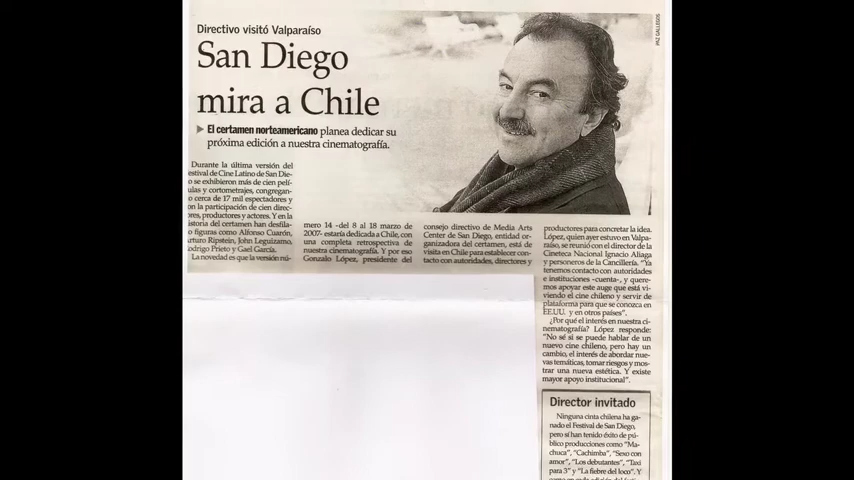 Directivo visitó Valparaíso
San Diego
mira a Chile
El certamen norteamericano planea dedicar su
próxima edición a nuestra cinematografía.
PAZ GALLEGOS
Durante la última versión del
estival de Cine Latino de San Die-
o se exhibieron más de cien pelí-
ulas y cortometrajes, congregan-
o cerca de 17 mil espectadores y
on la participación de cien direc-
ores, productores y actores. Y en la
istoria del certamen han desfila-
o figuras como Alfonso Cuarón,
rturo Ripstein, John Leguizamo,
odrigo Prieto y Gael García.
La novedad es que la versión nú-
mero 14 -del 8 al 18 marzo de
2007- estaría dedicada a Chile, con
una completa retrospectiva de
nuestra cinematografía. Y por eso
Gonzalo López, presidente del
consejo directivo de Media Arts
Center de San Diego, entidad
organizadora del certamen, está de
visita en Chile para establecer con-
tacto con autoridades, directores y
productores para concretar la idea.
López, quien ayer estuvo en Valpa-
raíso, se reunió con el director de la
Cineteca Nacional Ignacio Aliaga
y personeros de la Cancillería. "Ya
tenemos contacto con autoridades
e instituciones -cuenta-, y quere-
mos apoyar este auge que está vi-
viendo el cine chileno y servir de
plataforma para que se conozca en
EE.UU. y en otros países".
¿Por qué el interés en nuestra ci-
nematografía? López responde:
"No sé si se puede hablar de un
nuevo cine chileno, pero hay un
cambio, el interés de abordar nue-
vas temáticas, tomar riesgos y mos-
trar una nueva estética. Y existe
mayor apoyo institucional".
Director invitado
Ninguna cinta chilena ha ga-
nado el Festival de San Diego,
pero sí han tenido éxito de pú-
blico producciones como "Ma-
chuca", "Cachimba", "Sexo con
amor", "Los debutantes", "Taxi
para 3" y "La fiebre del loco". Y